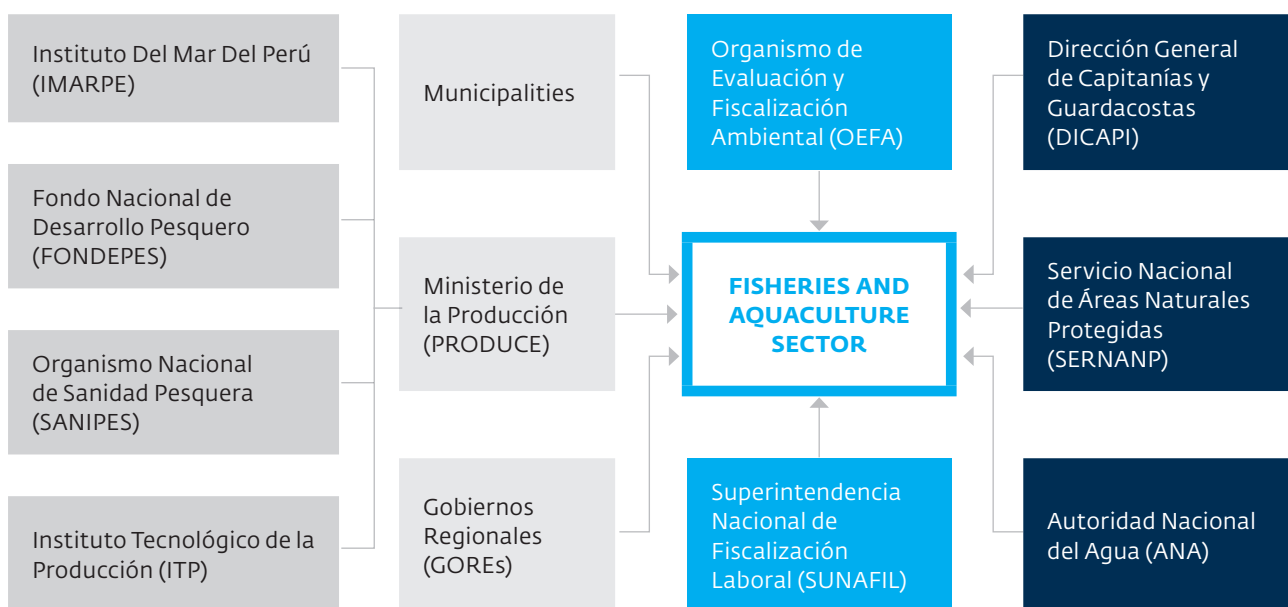 Instituto Del Mar Del Perú
(IMARPE)
Fondo Nacional de
Desarrollo Pesquero
(FONDEPES)
Organismo Nacional
de Sanidad Pesquera
(SANIPES)
Instituto Tecnológico de la
Producción (ITP)
Municipalities
Ministerio de
la Producción
(PRODUCE)
Gobiernos
Regionales
(GOREs)
Organismo de
Evaluación y
Fiscalización
Ambiental (OEFA)
FISHERIES AND
AQUACULTURE
SECTOR
Superintendencia
Nacional de
Fiscalización
Laboral (SUNAFIL)
Dirección General
de Capitanías y
Guardacostas
(DICAPI)
Servicio Nacional
de Áreas Naturales
Protegidas
(SERNANP)
Autoridad Nacional
del Agua (ANA)